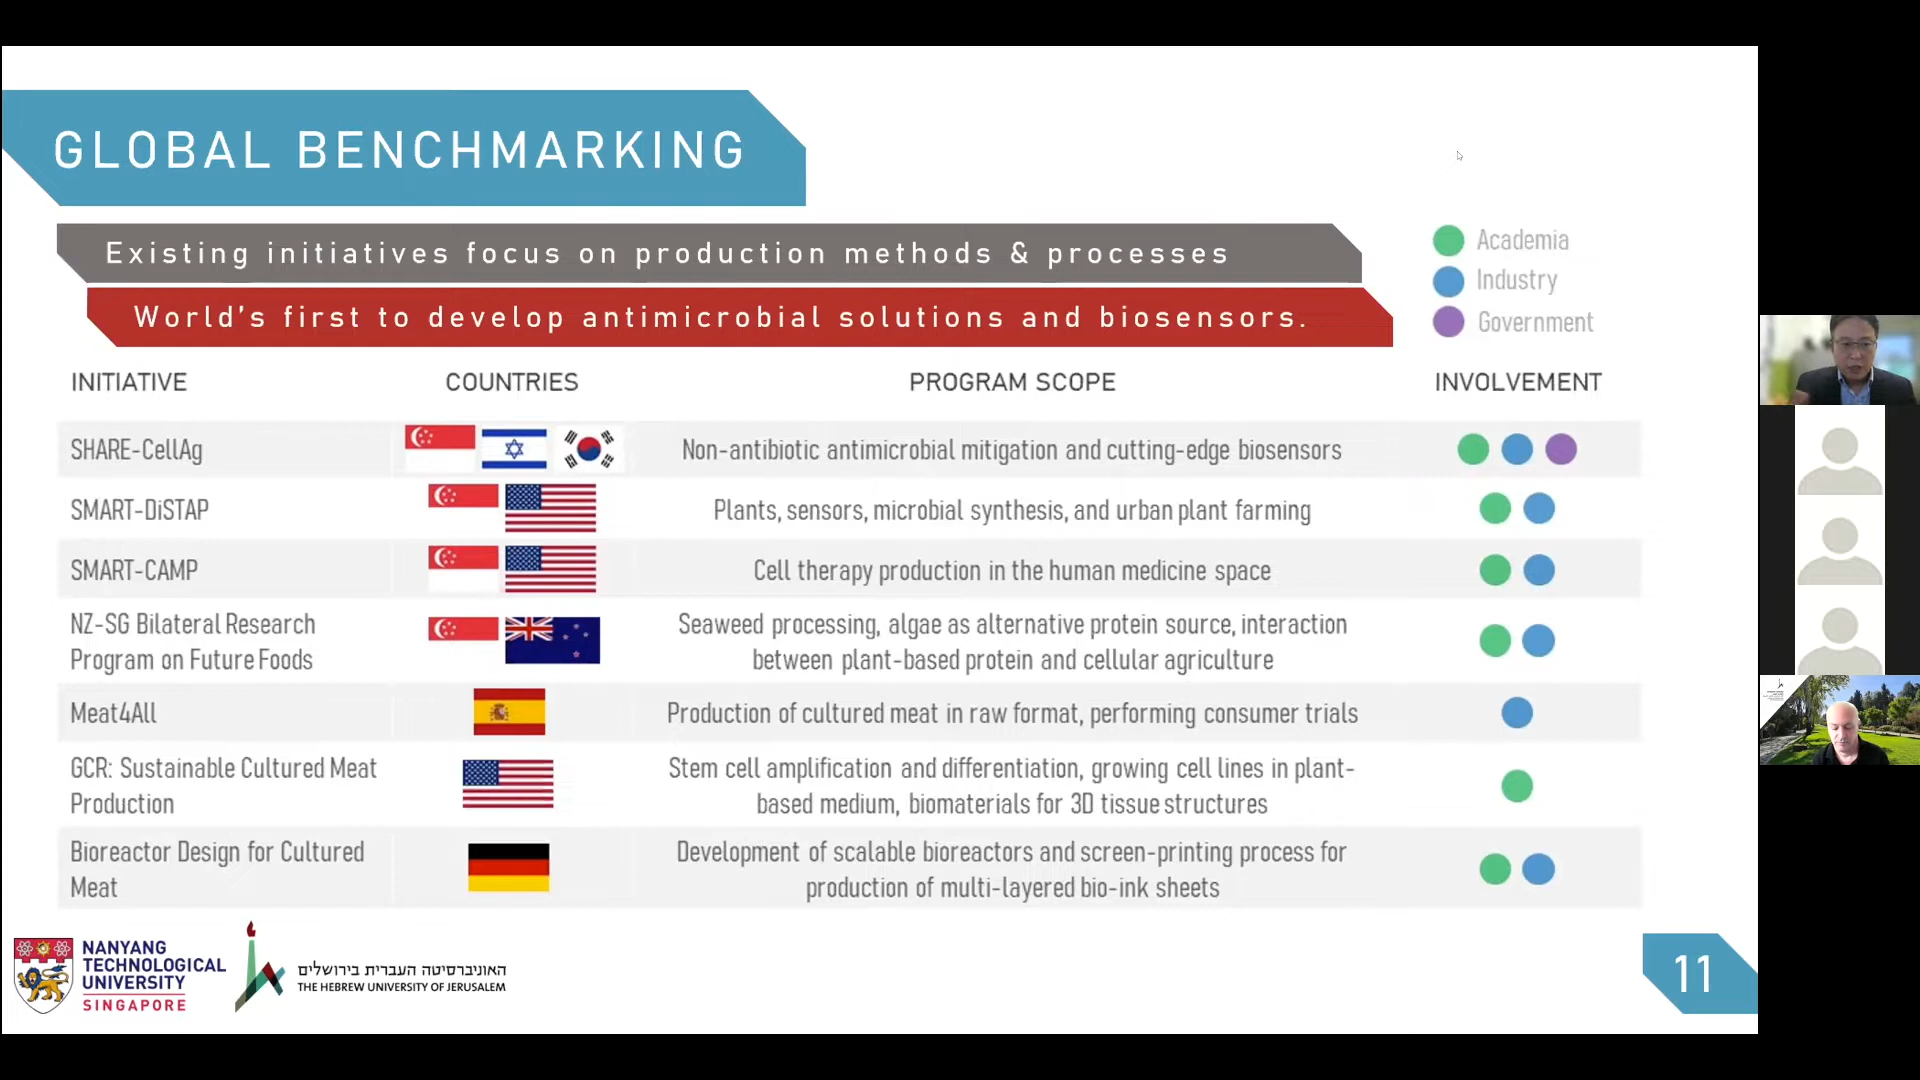 GLOBAL BENCHMARKING
Existing initiatives focus on production methods & processes
World's first to develop antimicrobial solutions and biosensors.
Academia
Industry
Government
INITIATIVE
COUNTRIES
PROGRAM SCOPE
INVOLVEMENT
SHARE-CellAg
Non-antibiotic antimicrobial mitigation and cutting-edge biosensors
SMART-DiSTAP
Plants, sensors, microbial synthesis, and urban plant farming
SMART-CAMP
Cell therapy production in the human medicine space
NZ-SG Bilateral Research
Program on Future Foods
Seaweed processing, algae as alternative protein source, interaction
between plant-based protein and cellular agriculture
Meat4All
Production of cultured meat in raw format, performing consumer trials
GCR: Sustainable Cultured Meat
Production
Stem cell amplification and differentiation, growing cell lines in plant-
based medium, biomaterials for 3D tissue structures
Bioreactor Design for Cultured
Meat
Development of scalable bioreactors and screen-printing process for
production of multi-layered bio-ink sheets
NANYANG
TECHNOLOGICAL
UNIVERSITY
SINGAPORE
האוניברסיטה העברית בירושלים
THE HEBREW UNIVERSITY OF JERUSALEM
11